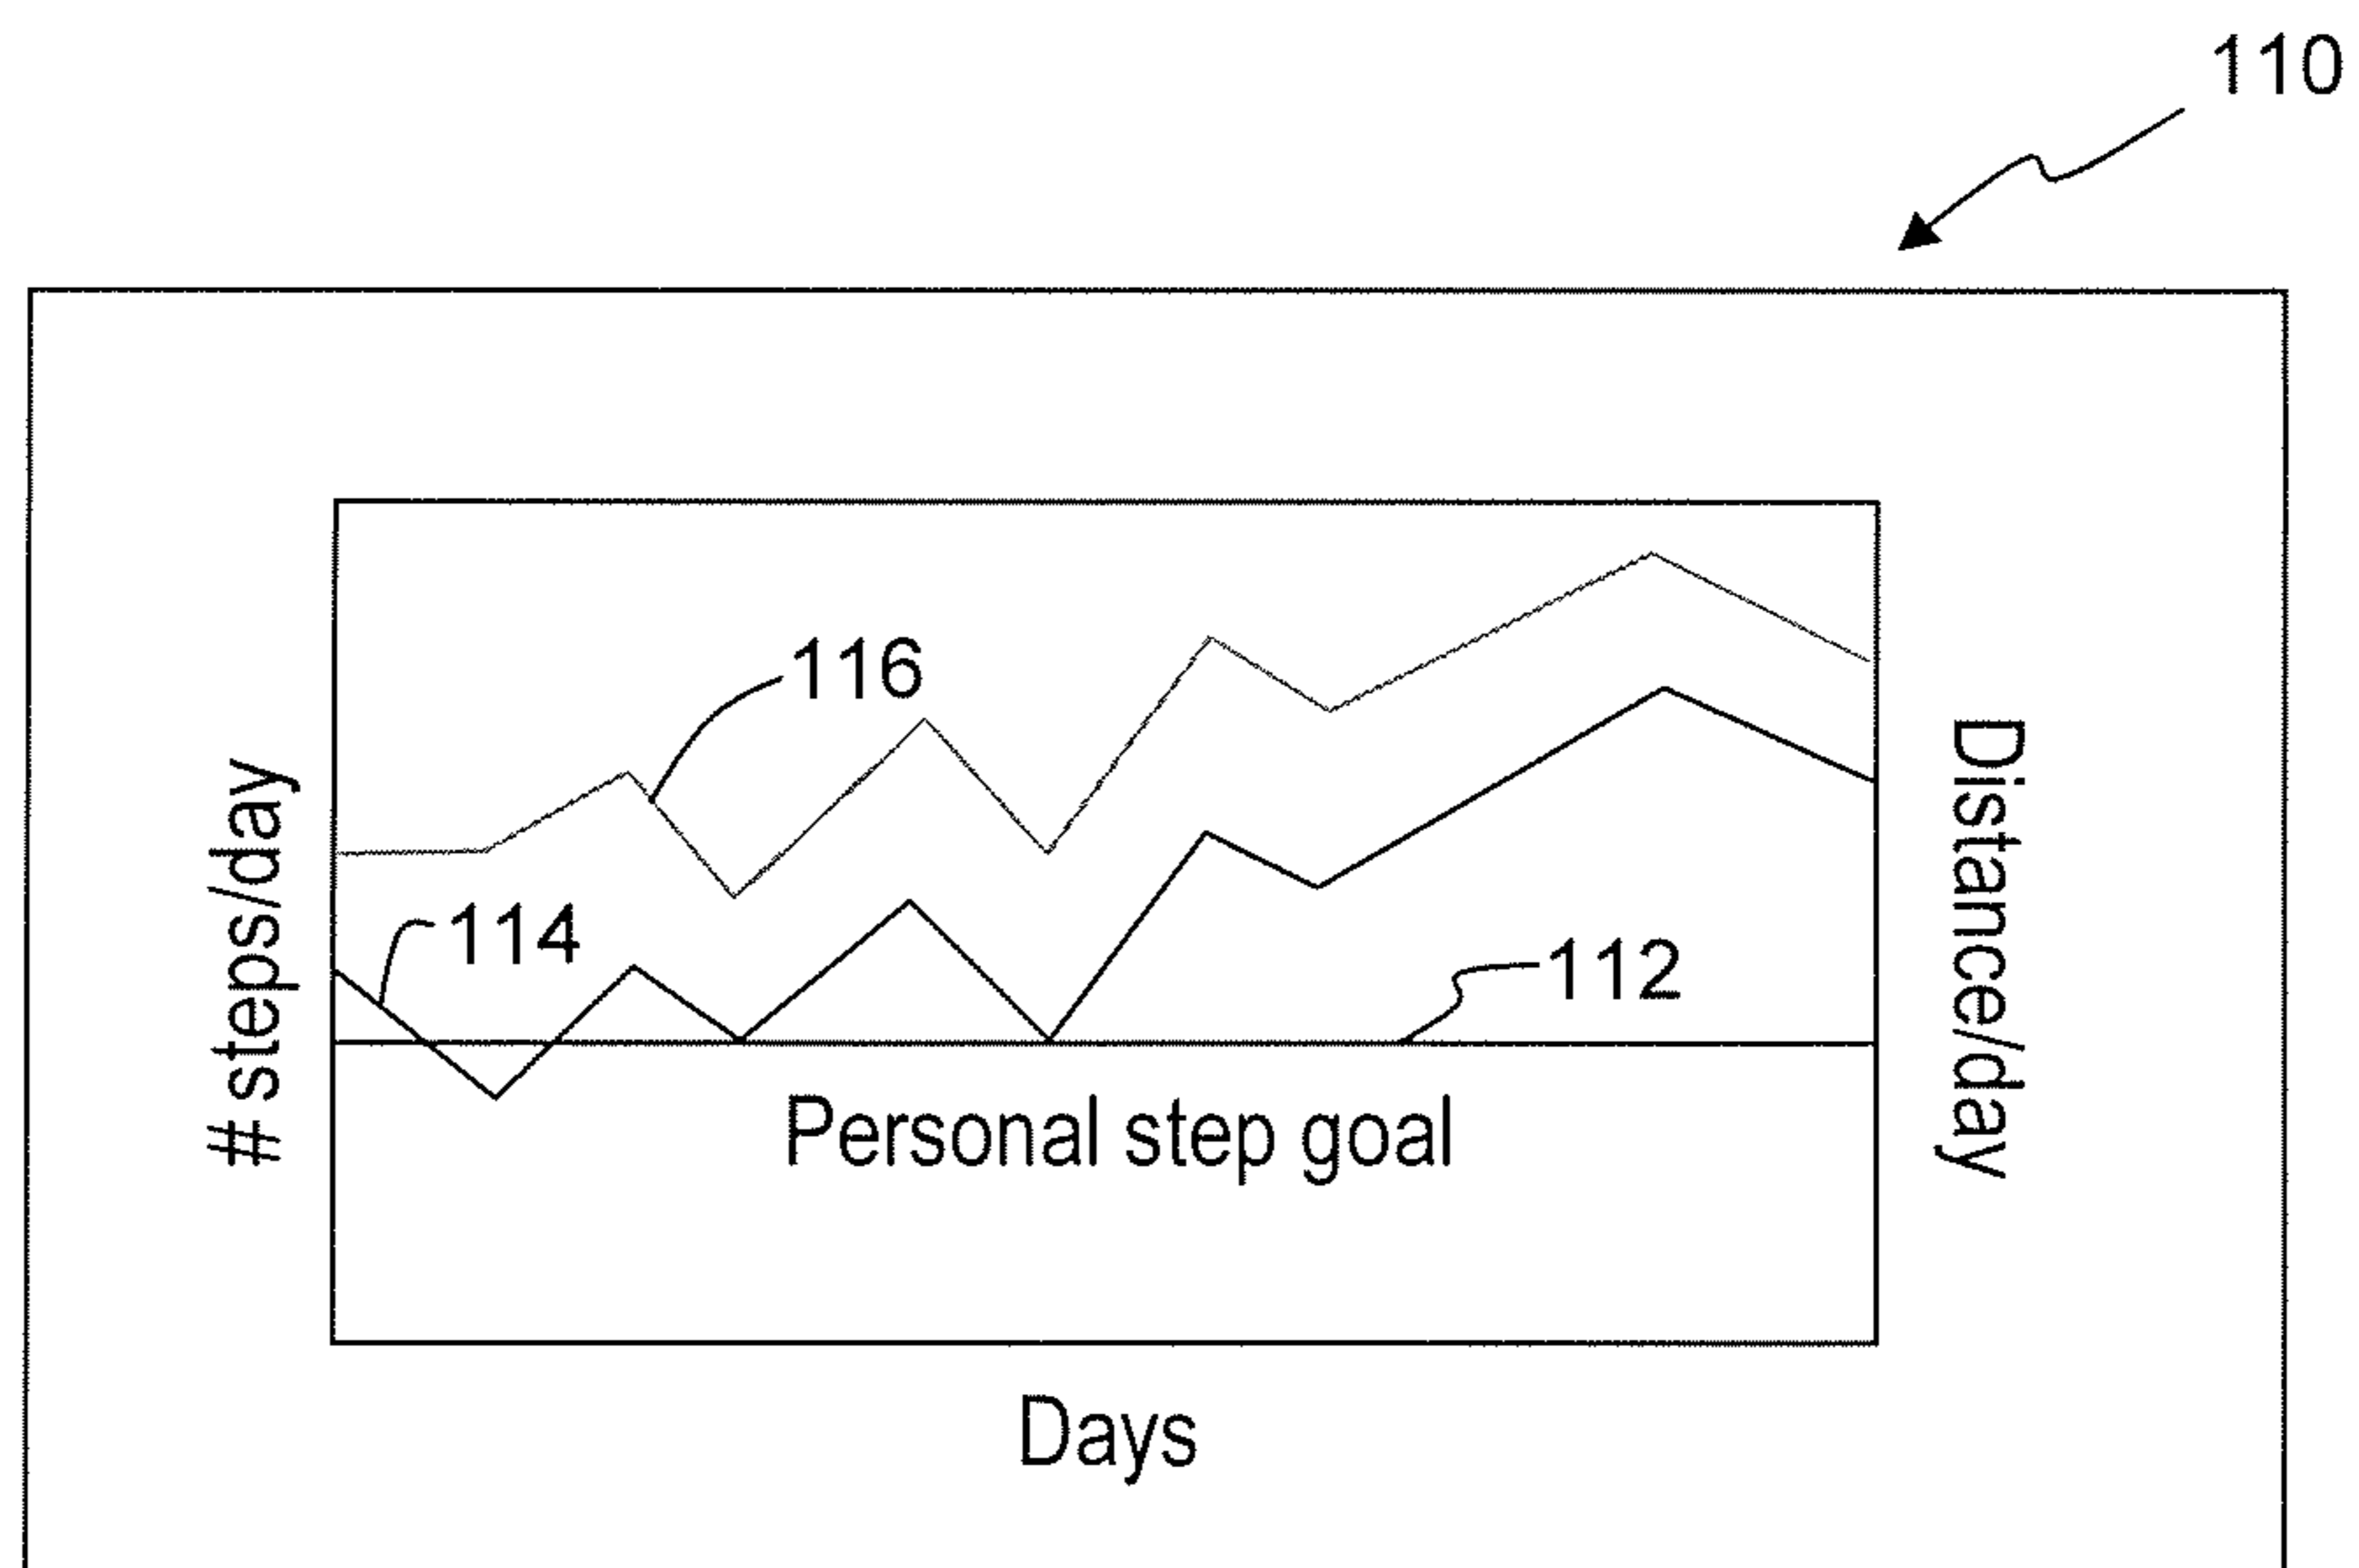 110
116
114
112
# steps/day
Distance/day
Personal step goal
Days